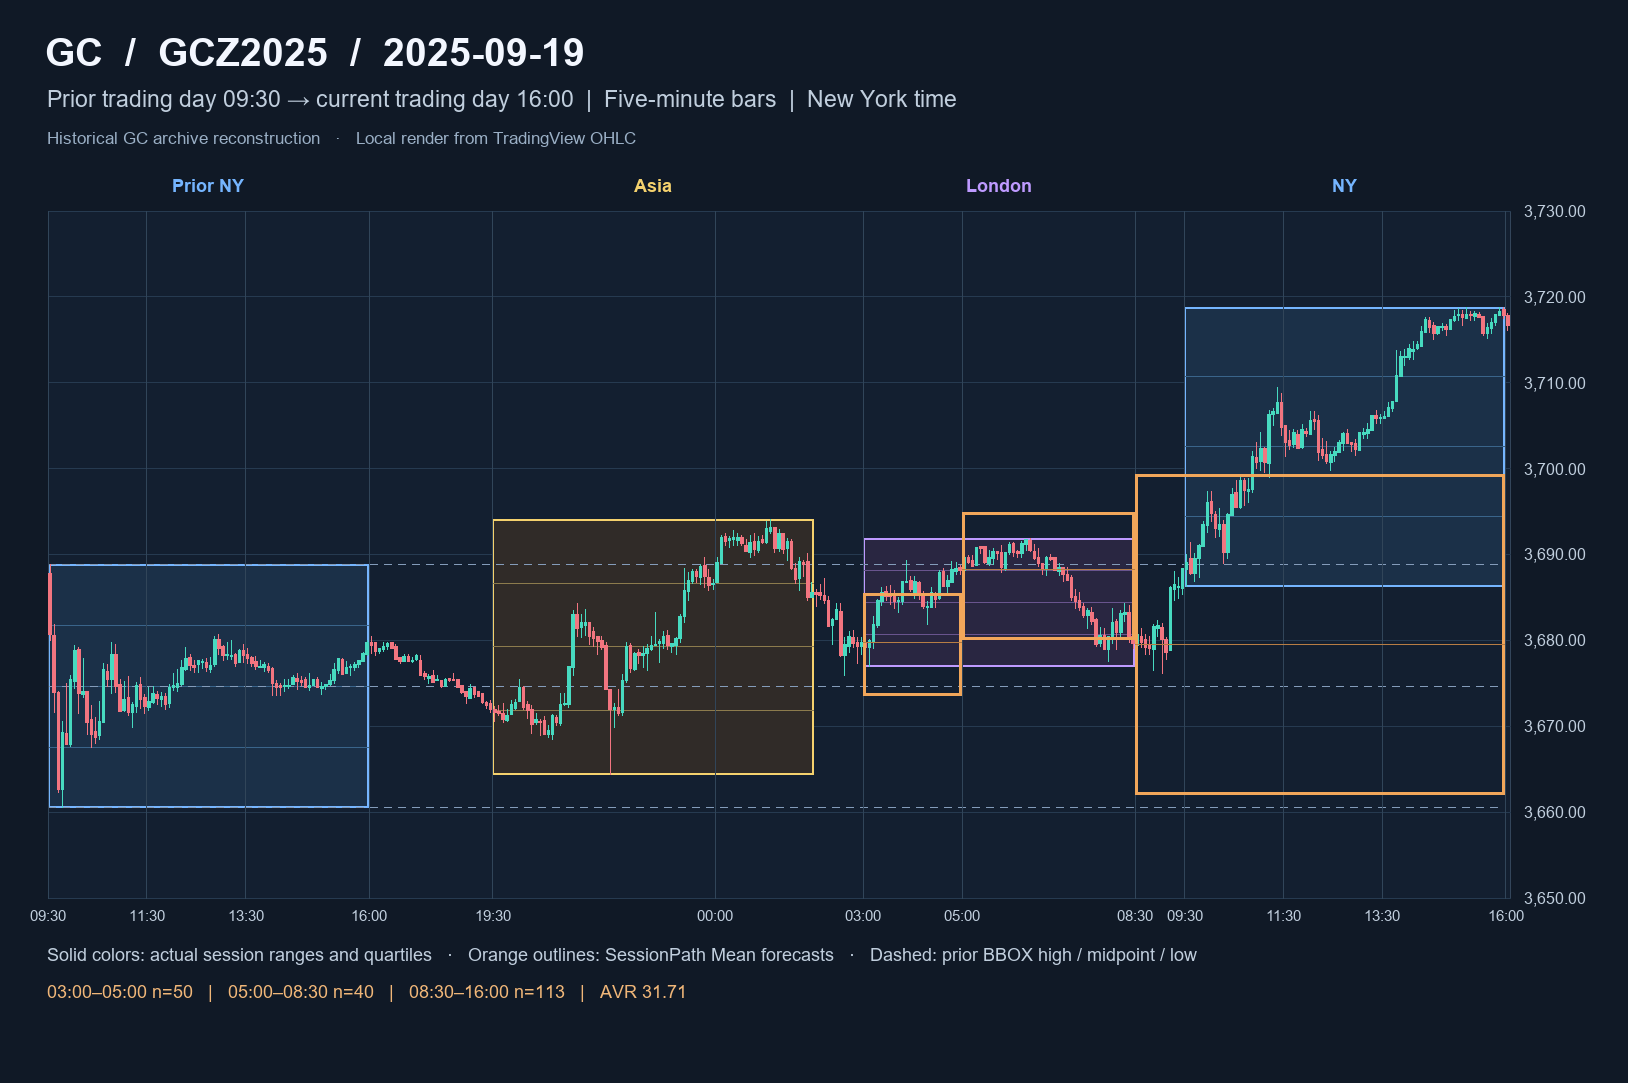 GC / GCZ2025 / 2025-09-19
Prior trading day 09:30 → current trading day 16:00 | Five-minute bars | New York time
Historical GC archive reconstruction · Local render from TradingView OHLC
Prior NY Asia London NY
3,730.00
3,720.00
3,710.00
3,700.00
3,690.00
3,680.00
3,670.00
3,660.00
3,650.00
09:30 11:30 13:30 16:00 19:30 00:00 03:00 05:00 08:30 09:30 11:30 13:30 16:00
Solid colors: actual session ranges and quartiles · Orange outlines: SessionPath Mean forecasts · Dashed: prior BBOX high / midpoint / low
03:00–05:00 n=50 | 05:00–08:30 n=40 | 08:30–16:00 n=113 | AVR 31.71